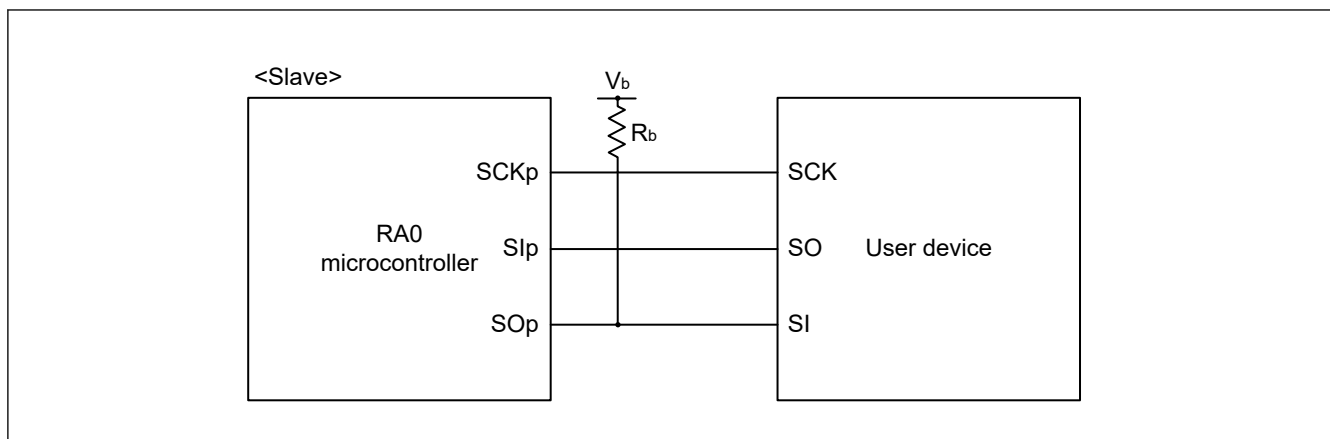 <Slave>
Vb
Rb
SCKp
SCK
RA0
microcontroller
SIp
SO
User device
SOp
SI